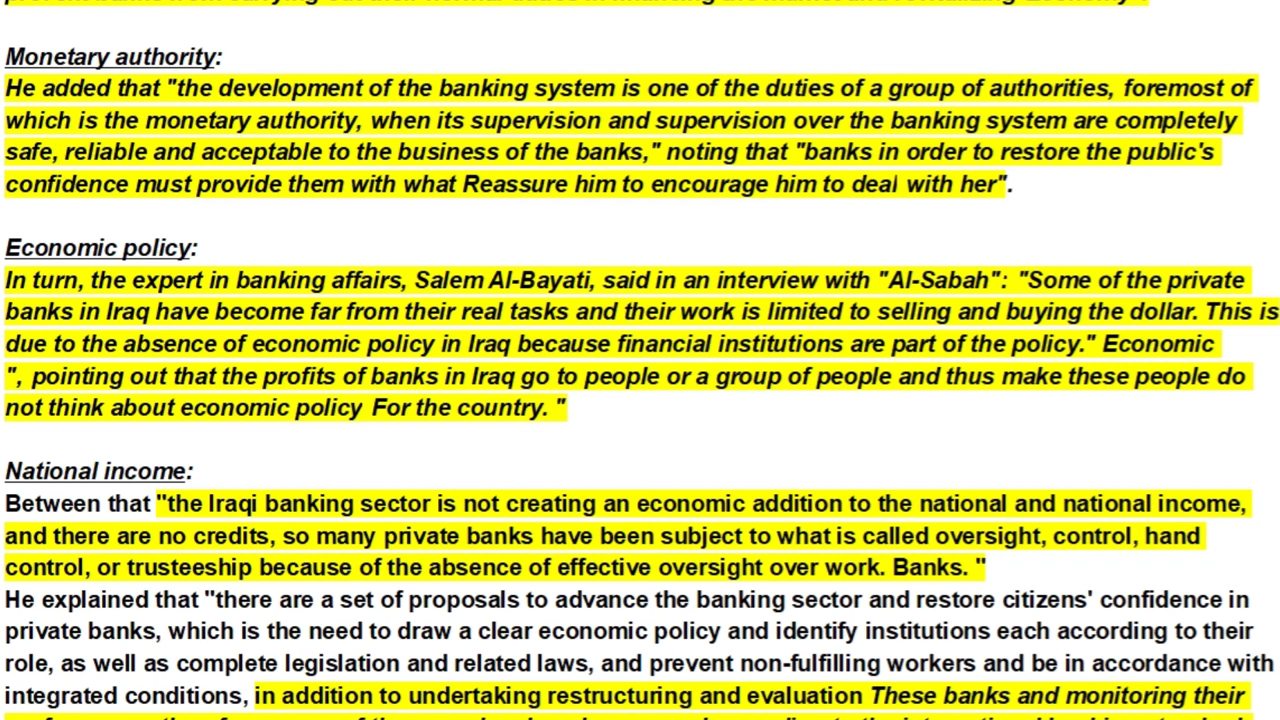 Monetary authority:
He added that "the development of the banking system is one of the duties of a group of authorities, foremost of
which is the monetary authority, when its supervision and supervision over the banking system are completely
safe, reliable and acceptable to the business of the banks," noting that "banks in order to restore the public's
confidence must provide them with what Reassure him to encourage him to deal with her".
Economic policy:
In turn, the expert in banking affairs, Salem Al-Bayati, said in an interview with "Al-Sabah": "Some of the private
banks in Iraq have become far from their real tasks and their work is limited to selling and buying the dollar. This is
due to the absence of economic policy in Iraq because financial institutions are part of the policy." Economic
", pointing out that the profits of banks in Iraq go to people or a group of people and thus make these people do
not think about economic policy For the country. "
National income:
Between that "the Iraqi banking sector is not creating an economic addition to the national and national income,
and there are no credits, so many private banks have been subject to what is called oversight, control, hand
control, or trusteeship because of the absence of effective oversight over work. Banks. "
He explained that "there are a set of proposals to advance the banking sector and restore citizens' confidence in
private banks, which is the need to draw a clear economic policy and identify institutions each according to their
role, as well as complete legislation and related laws, and prevent non-fulfilling workers and be in accordance with
integrated conditions, in addition to undertaking restructuring and evaluation These banks and monitoring their